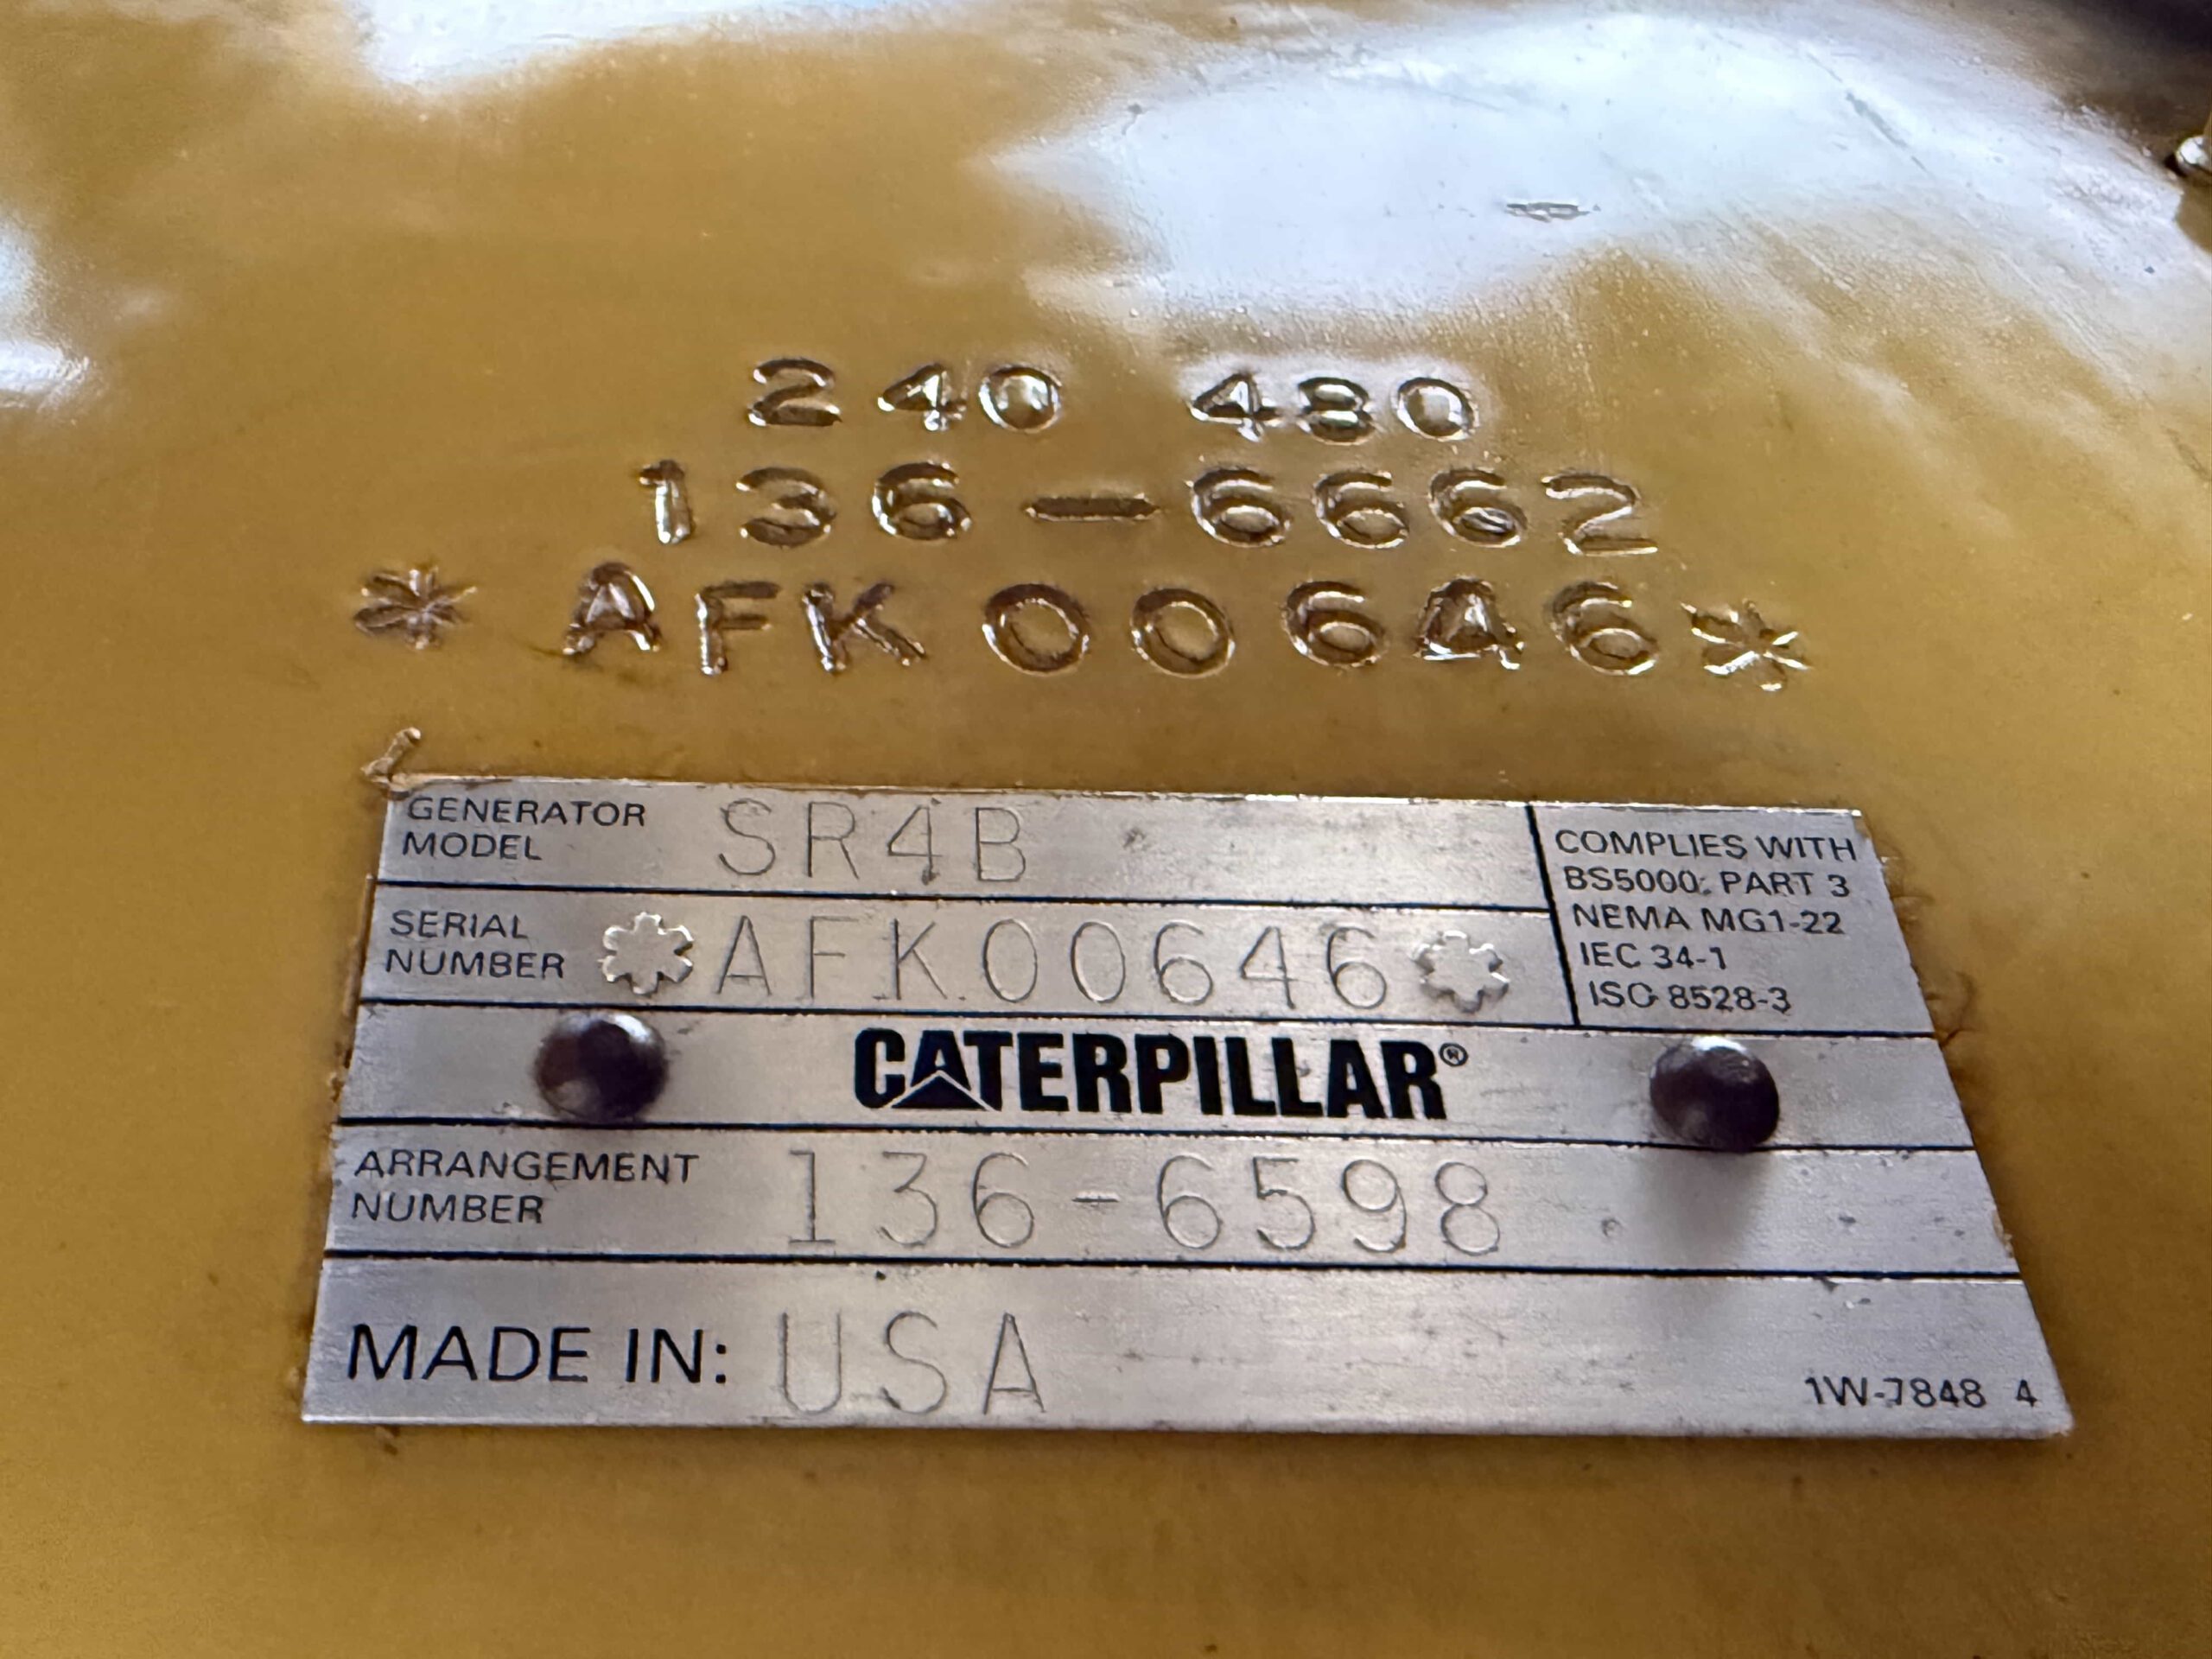 240 480
136-6662
*AFK00646*
GENERATOR
MODEL SR4B
SERIAL
NUMBER *AFK00646*
COMPLIES WITH
BS5000: PART 3
NEMA MG1-22
IEC 34-1
ISO 8528-3
CATERPILLAR®
ARRANGEMENT
NUMBER 136-6598
MADE IN: USA
1W-7848 4